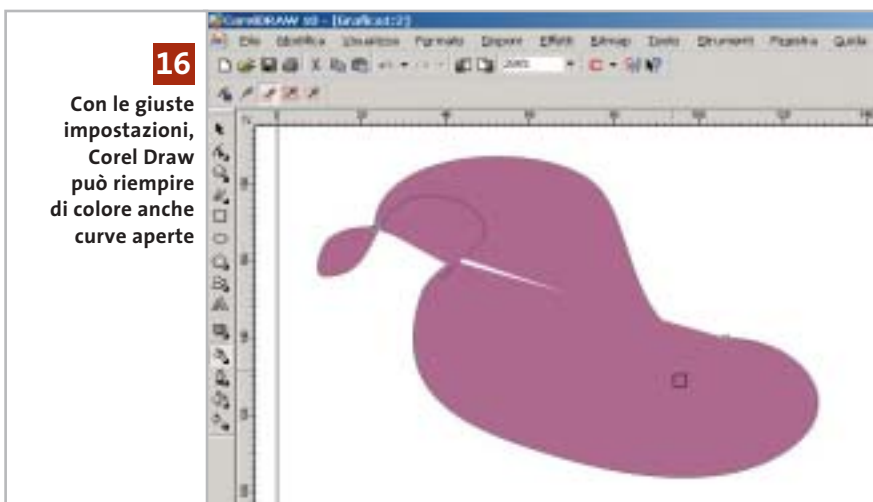 CorelDRAW 10 - [Grafica1:2]
File Modifica Visualizza Formato Disponi Effetti Bitmap Testo Strumenti Finestra Guida
16
Con le giuste
impostazioni,
Corel Draw
può riempire
di colore anche
curve aperte